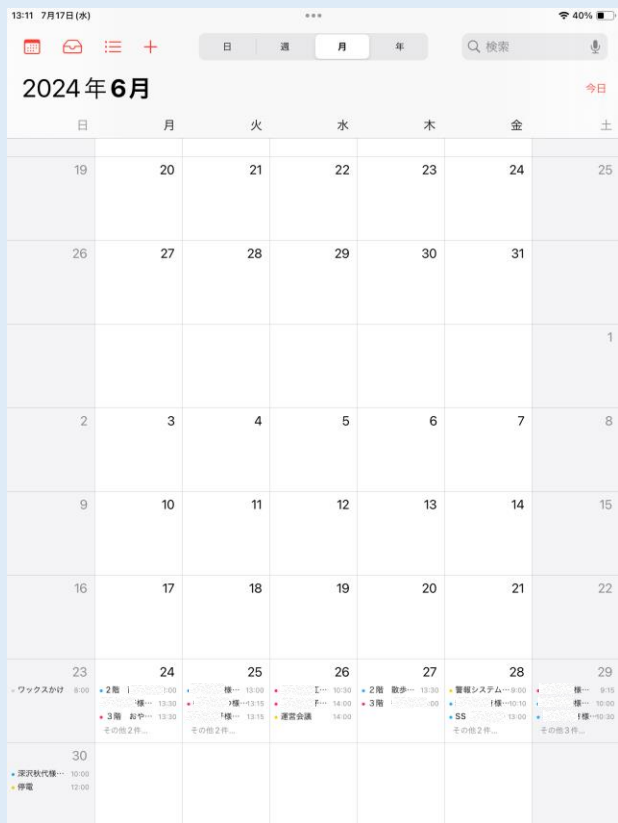 13:11 7月17日(水)
40%
日 週 月 年
検索
2024年6月
今日
日 月 火 水 木 金 土
19 20 21 22 23 24 25
26 27 28 29 30 31
1
2 3 4 5 6 7 8
9 10 11 12 13 14 15
16 17 18 19 20 21 22
23 24 25 26 27 28 29
ワックスかけ 8:00
2階 :00
様… 13:30
3階 おや… 13:30
その他2件…
様… 13:00
様…13:15
様… 13:15
その他2件…
… 10:30
… 14:00
運営会議 14:00
2階 散歩… 13:30
3階 :00
警報システム… 9:00
様…10:10
SS 13:00
その他2件…
様… 9:15
様… 10:00
様…10:30
その他3件…
30
深沢秋代様… 10:00
停電 12:00